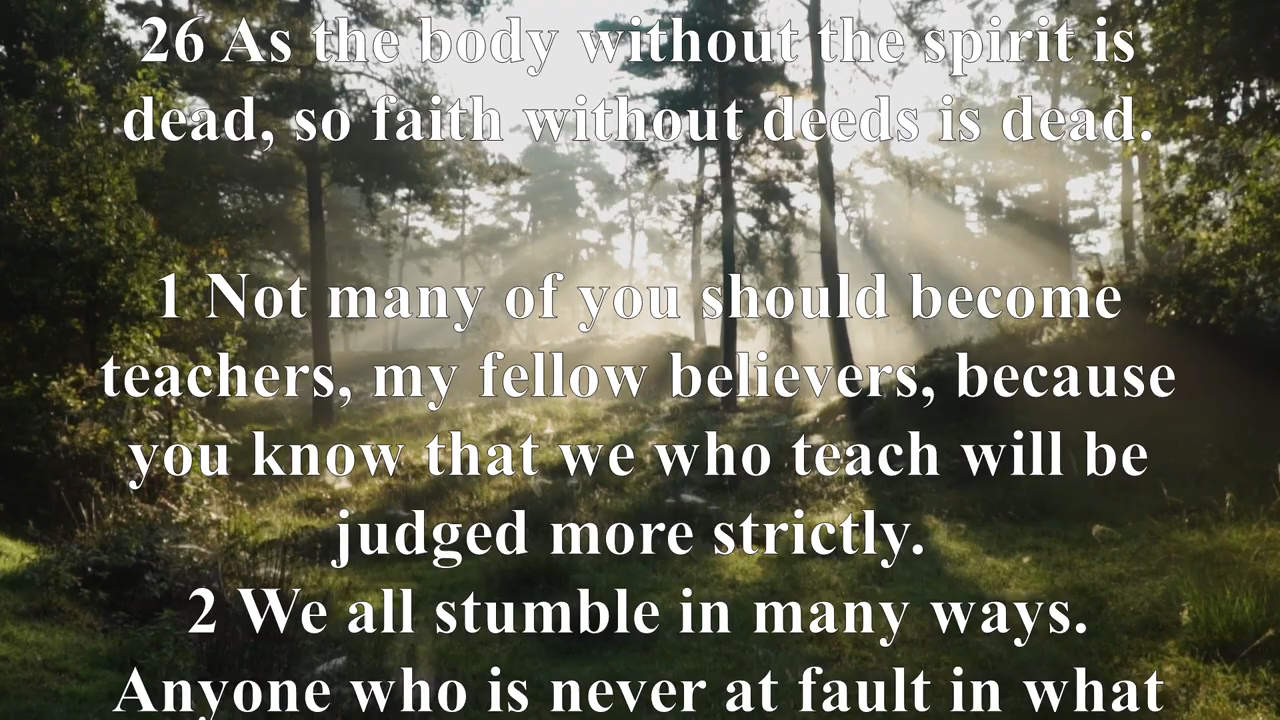 26 As the body without the spirit is
dead, so faith without deeds is dead.
1 Not many of you should become
teachers, my fellow believers, because
you know that we who teach will be
judged more strictly.
2 We all stumble in many ways.
Anyone who is never at fault in what